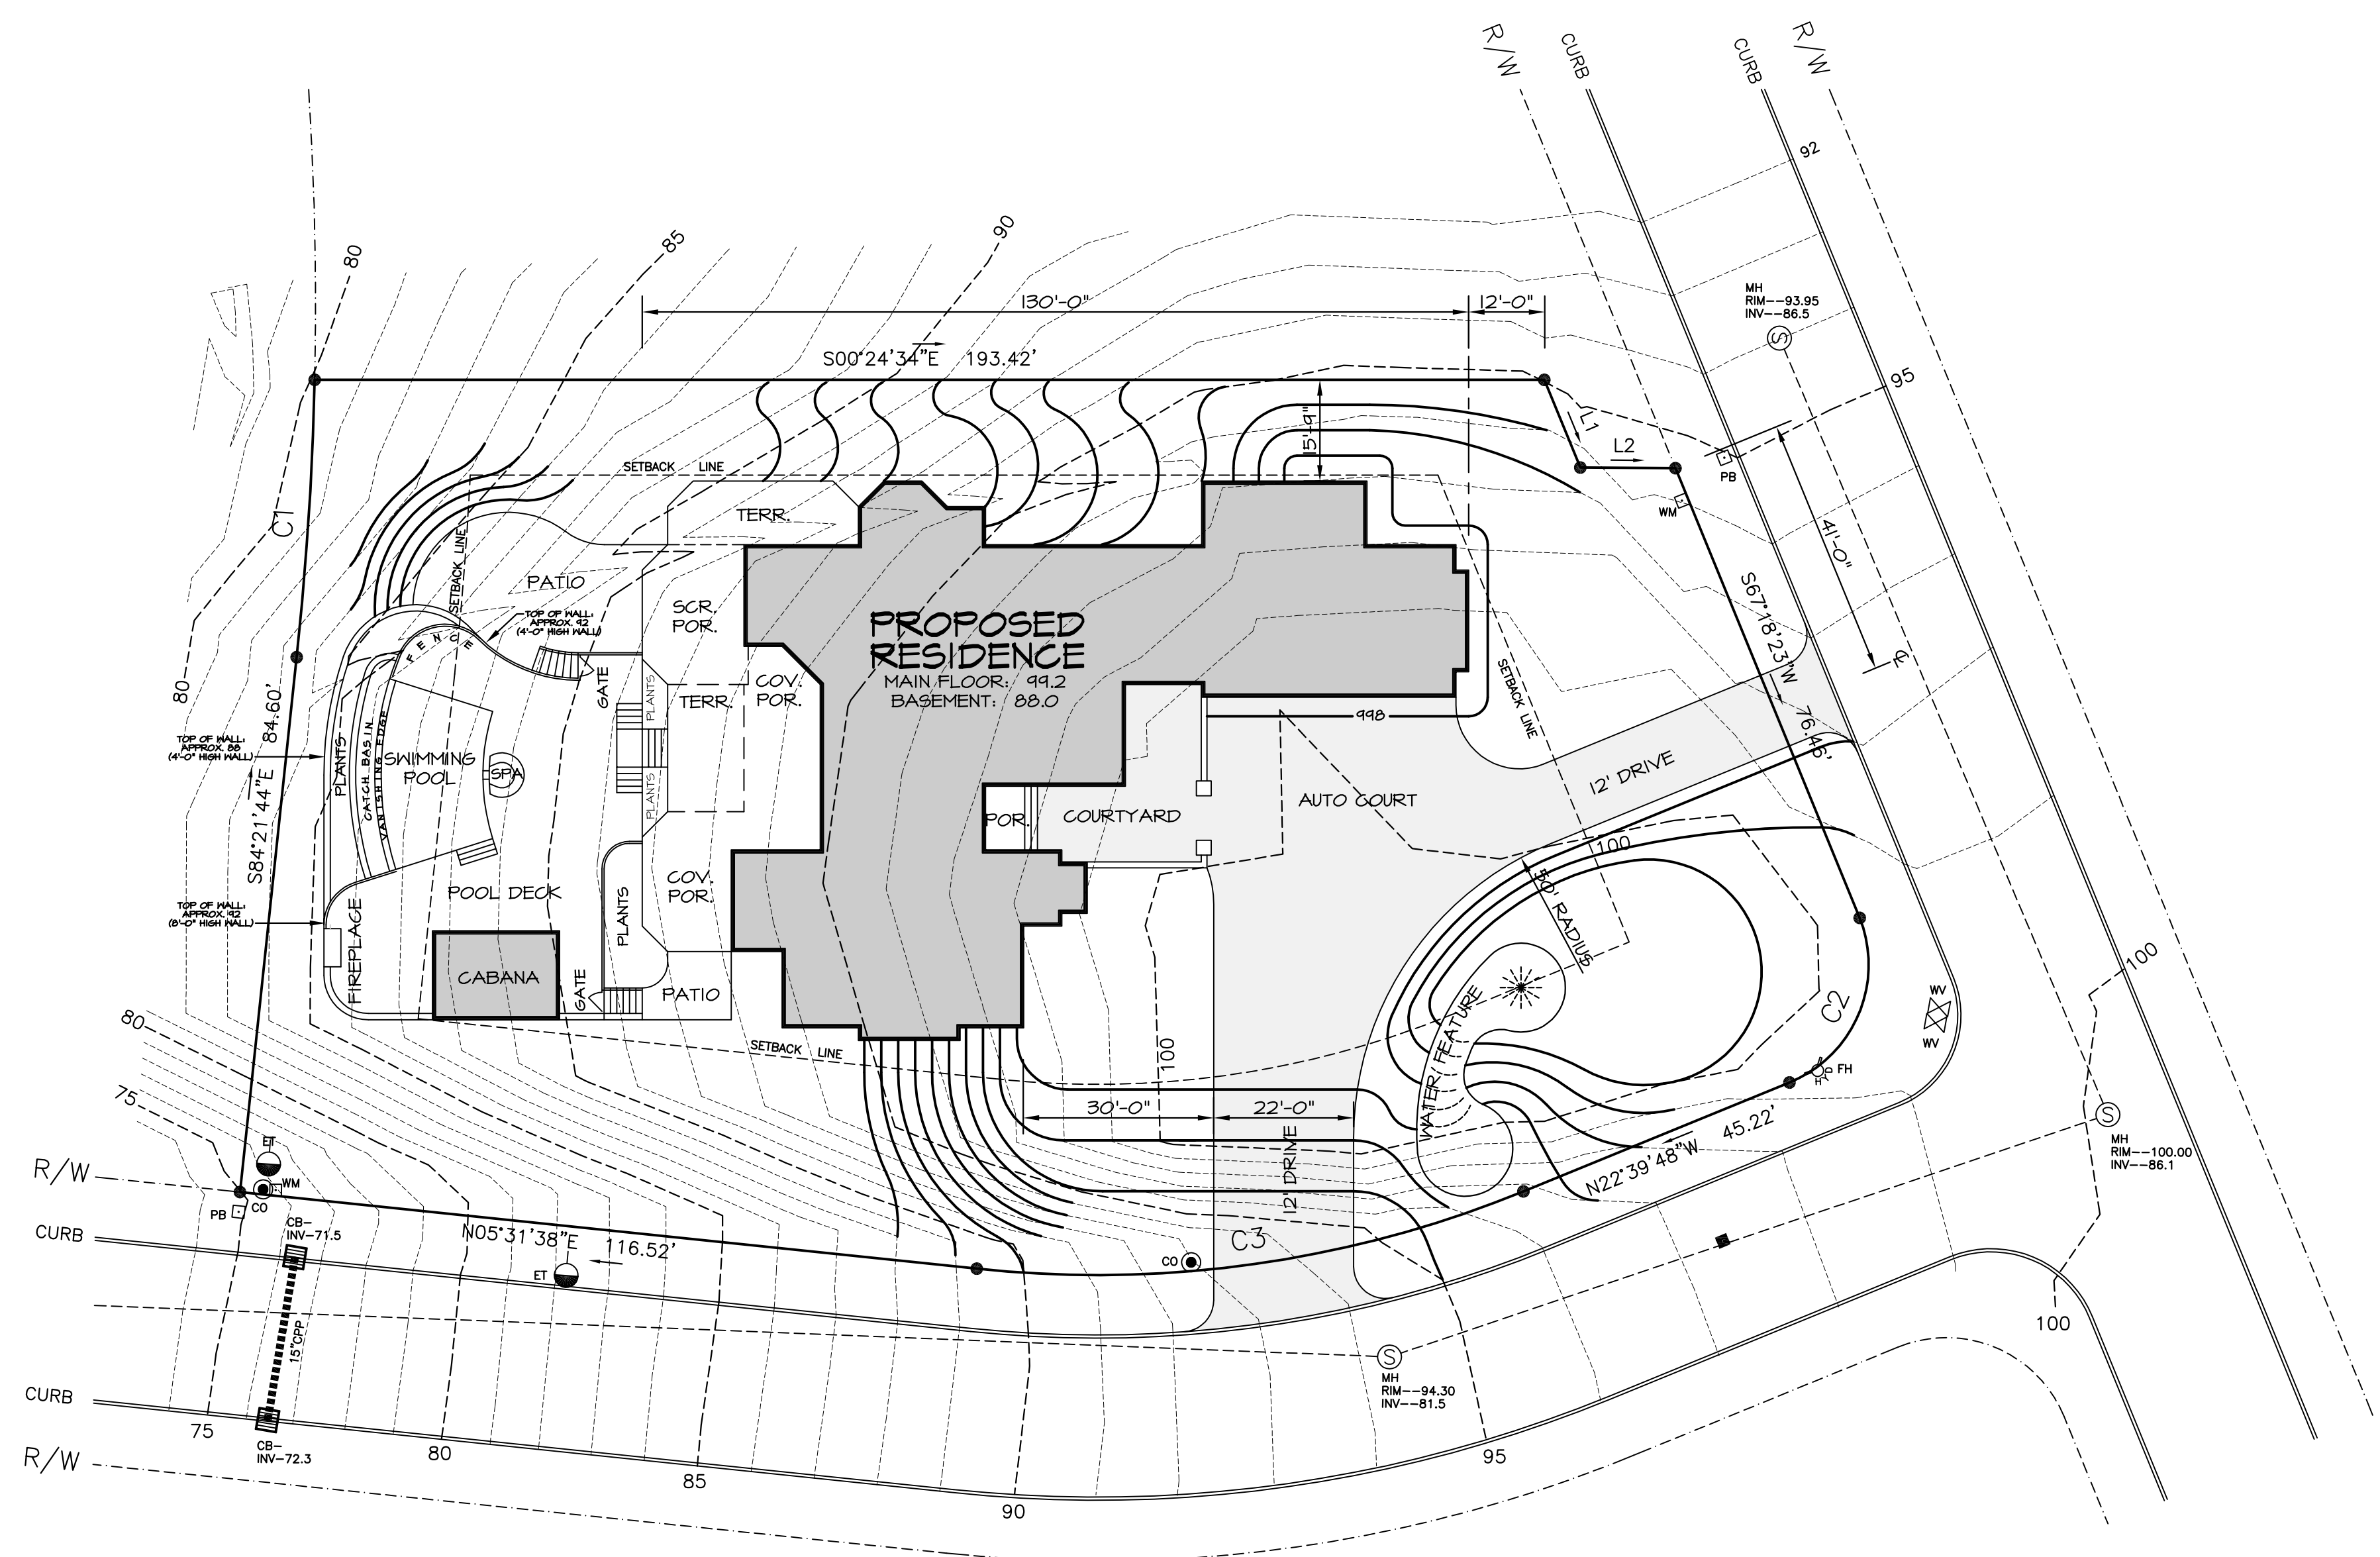 R/W
CURB
CURB
R/W
92
90
85
80
MH
RIM--93.95
INV--86.5
130'-0"
12'-0"
S00°24'34"E 193.42'
95
15'-9"
L1
L2
SETBACK LINE
PB
WM
C1
TERR.
41'-0"
SETBACK LINE
PATIO
S67°18'23"W 76.46'
TOP OF WALL:
APPROX. 92
(4'-0" HIGH WALL)
SCR.
POR.
PROPOSED
RESIDENCE
MAIN FLOOR: 99.2
BASEMENT: 88.0
FENCE
80
GATE
PLANTS
TERR.
COV.
POR.
SETBACK LINE
998
84.60'
S84°21'44"E
TOP OF WALL:
APPROX. 88
(4'-0" HIGH WALL)
PLANTS
CATCH BASIN
VANISHING EDGE
SWIMMING
POOL
SPA
PLANTS
12' DRIVE
AUTO COURT
POR.
COURTYARD
100
50' RADIUS
POOL DECK
COV.
POR.
PLANTS
TOP OF WALL:
APPROX. 92
(8'-0" HIGH WALL)
FIREPLACE
CABANA
GATE
PATIO
100
WV
WV
C2
WATER FEATURE
80
SETBACK LINE
100
FH
75
30'-0"
22'-0"
12' DRIVE
45.22'
N22°39'48"W
MH
RIM--100.00
INV--86.1
ET
R/W
WM
CO
PB
CB-
INV-71.5
CURB
N05°31'38"E 116.52'
ET
CO
C3
15"CPP
100
MH
RIM--94.30
INV--81.5
CURB
75
CB-
INV-72.3
80
R/W
85
90
95
S
S
S